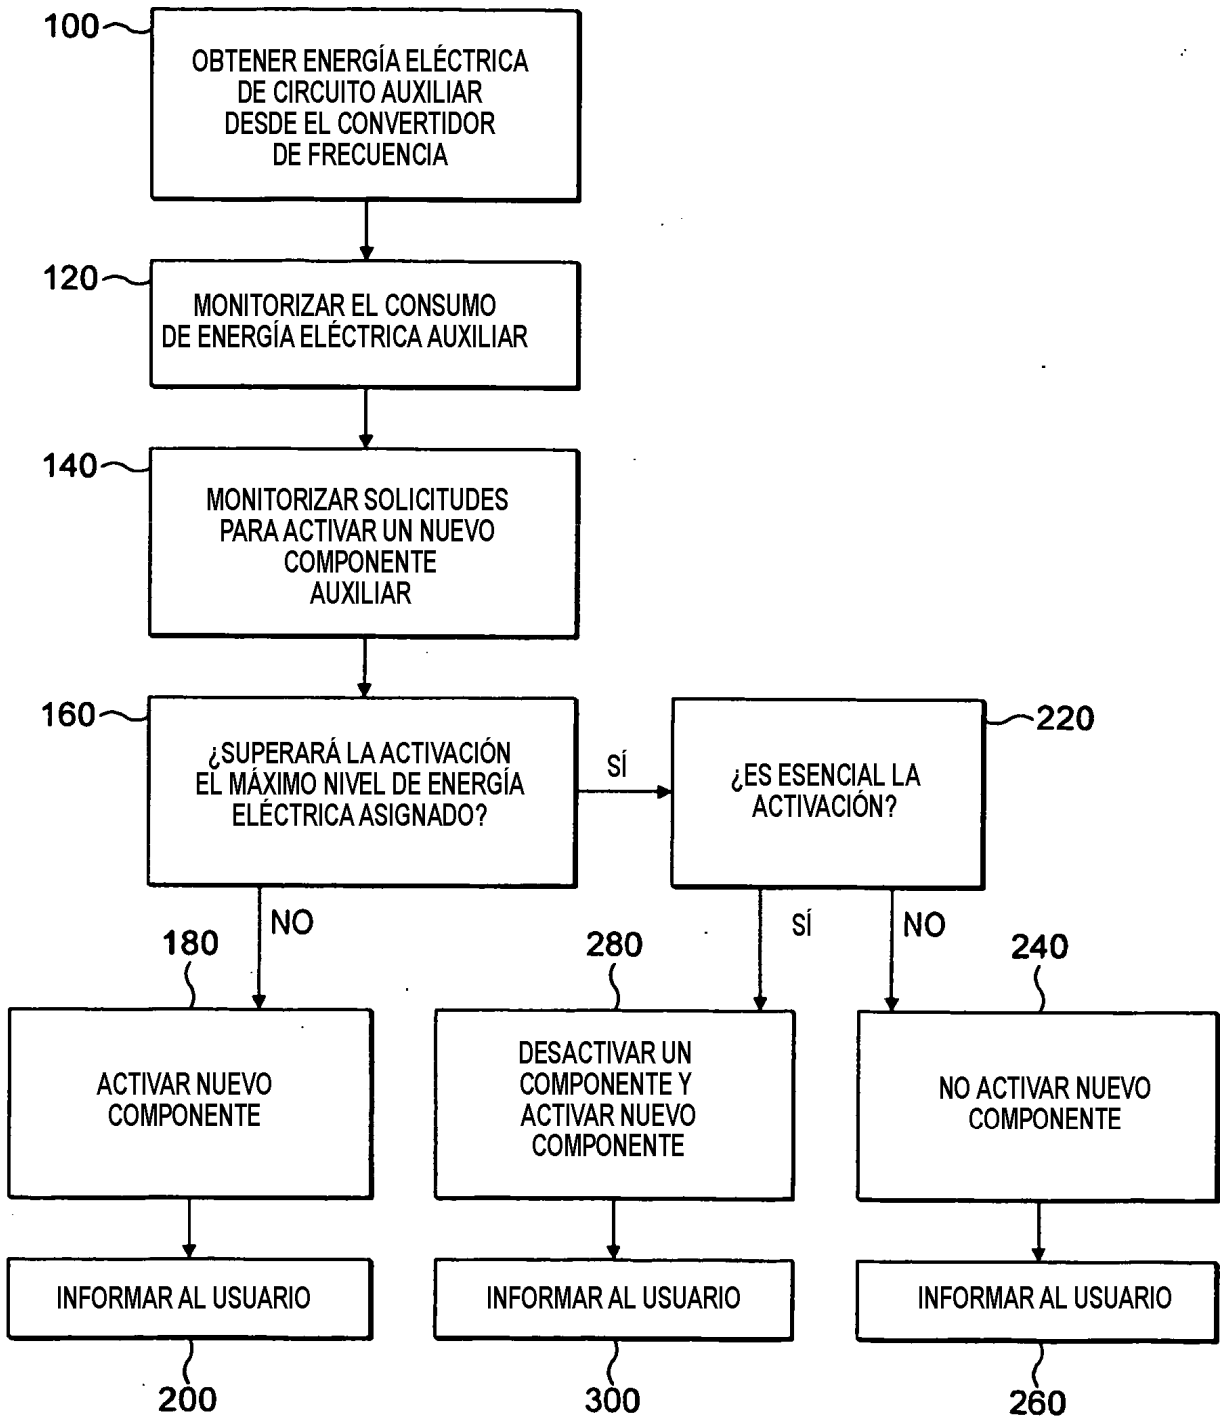 100
OBTENER ENERGÍA ELÉCTRICA
DE CIRCUITO AUXILIAR
DESDE EL CONVERTIDOR
DE FRECUENCIA
120
MONITORIZAR EL CONSUMO
DE ENERGÍA ELÉCTRICA AUXILIAR
140
MONITORIZAR SOLICITUDES
PARA ACTIVAR UN NUEVO
COMPONENTE
AUXILIAR
160
¿SUPERARÁ LA ACTIVACIÓN
EL MÁXIMO NIVEL DE ENERGÍA
ELÉCTRICA ASIGNADO?
SÍ
220
¿ES ESENCIAL LA
ACTIVACIÓN?
NO
SÍ
NO
180
ACTIVAR NUEVO
COMPONENTE
280
DESACTIVAR UN
COMPONENTE Y
ACTIVAR NUEVO
COMPONENTE
240
NO ACTIVAR NUEVO
COMPONENTE
INFORMAR AL USUARIO
200
INFORMAR AL USUARIO
300
INFORMAR AL USUARIO
260